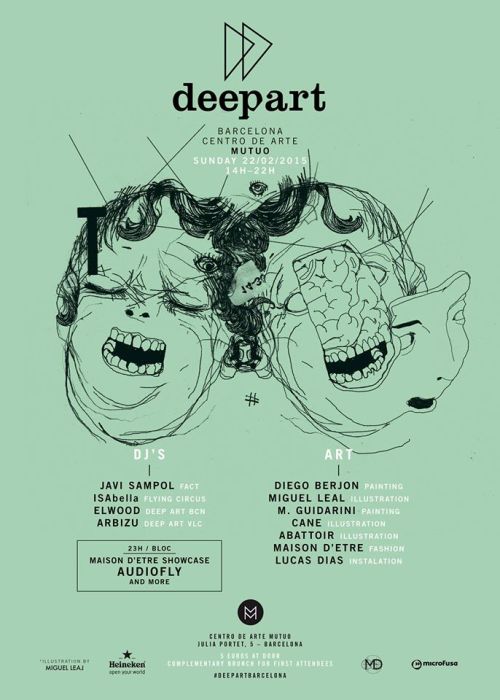 deepart
BARCELONA
CENTRO DE ARTE
MUTUO
SUNDAY 22/02/2015
14H-22H
T
#
DJ'S
JAVI SAMPOL FACT
ISAbella FLYING CIRCUS
ELWOOD DEEP ART BCN
ARBIZU DEEP ART VLC
23H / BLOC
MAISON D'ETRE SHOWCASE
AUDIOFLY
AND MORE
ART
DIEGO BERJON PAINTING
MIGUEL LEAL ILLUSTRATION
M. GUIDARINI PAINTING
CANE ILLUSTRATION
ABATTOIR ILLUSTRATION
MAISON D'ETRE FASHION
LUCAS DIAS INSTALATION
M
CENTRO DE ARTE MUTUO
JULIA PORTET, 5 – BARCELONA
5 EUROS AT DOOR
COMPLEMENTARY BRUNCH FOR FIRST ATTENDEES
#DEEPARTBARCELONA
*ILLUSTRATION BY
MIGUEL LEAL
Heineken
open your world
MD
microfusa